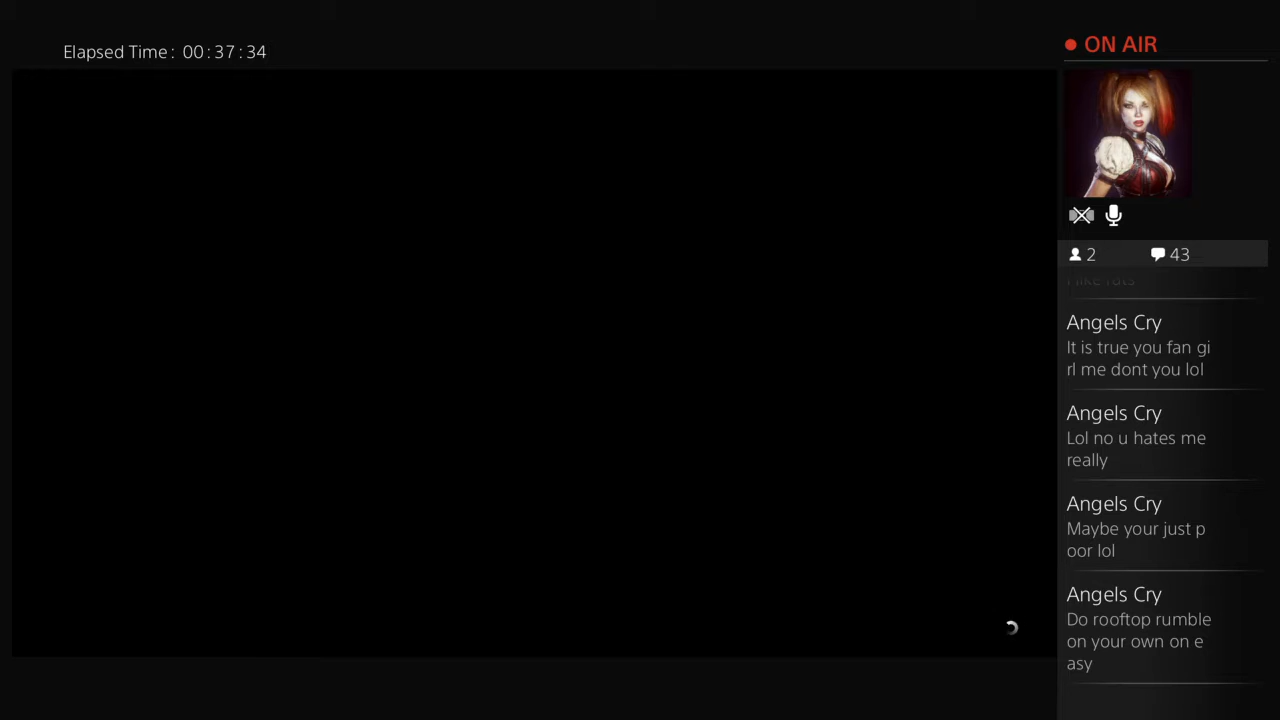 Elapsed Time: 00:37:34
ON AIR
2
43
I like rats
Angels Cry
It is true you fan gi
rl me dont you lol
Angels Cry
Lol no u hates me
really
Angels Cry
Maybe your just p
oor lol
Angels Cry
Do rooftop rumble
on your own on e
asy